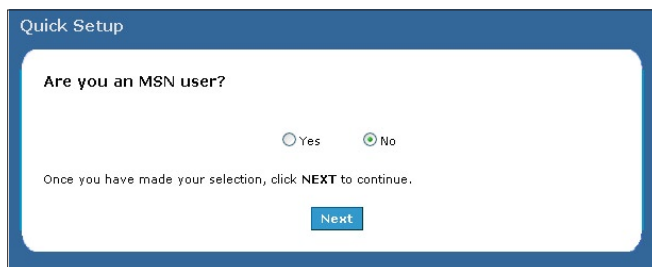 Quick Setup
Are you an MSN user?
Yes No
Once you have made your selection, click NEXT to continue.
Next